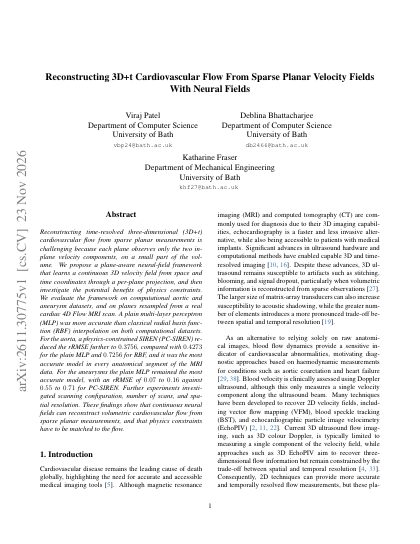 Reconstructing 3D+t Cardiovascular Flow From Sparse Planar Velocity Fields
With Neural Fields
Viraj Patel
Department of Computer Science
University of Bath
vbp24@bath.ac.uk
Deblina Bhattacharjee
Department of Computer Science
University of Bath
db2466@bath.ac.uk
Katharine Fraser
Department of Mechanical Engineering
University of Bath
khf27@bath.ac.uk
arXiv:2611.30775v1 [cs.CV] 23 Nov 2026
Abstract
Reconstructing time-resolved three-dimensional (3D+t)
cardiovascular flow from sparse planar measurements is
challenging because each plane observes only the two in-
plane velocity components, on a small part of the vol-
ume. We propose a plane-aware neural-field framework
that learns a continuous 3D velocity field from space and
time coordinates through a per-plane projection, and then
investigate the potential benefits of physics constraints.
We evaluate the framework on computational aortic and
aneurysm datasets, and on planes resampled from a real
cardiac 4D Flow MRI scan. A plain multi-layer perceptron
(MLP) was more accurate than classical radial basis func-
tion (RBF) interpolation on both computational datasets.
For the aorta, a physics-constrained SIREN (PC-SIREN) re-
duced the rRMSE further to 0.3756, compared with 0.4273
for the plain MLP and 0.7256 for RBF, and it was the most
accurate model in every anatomical segment of the MRI
data. For the aneurysm the plain MLP remained the most
accurate model, with an rRMSE of 0.07 to 0.16 against
0.55 to 0.71 for PC-SIREN. Further experiments investi-
gated scanning configuration, number of scans, and spa-
tial resolution. These findings show that continuous neural
fields can reconstruct volumetric cardiovascular flow from
sparse planar measurements, and that physics constraints
have to be matched to the flow.
1. Introduction
Cardiovascular disease remains the leading cause of death
globally, highlighting the need for accurate and accessible
medical imaging tools [5]. Although magnetic resonance
imaging (MRI) and computed tomography (CT) are com-
monly used for diagnosis due to their 3D imaging capabili-
ties, echocardiography is a faster and less invasive alter-
native, while also being accessible to patients with medical
implants. Significant advances in ultrasound hardware and
computational methods have enabled capable 3D and time-
resolved imaging [10, 16]. Despite these advances, 3D ul-
trasound remains susceptible to artifacts such as stitching,
blooming, and signal dropout, particularly when volumetric
information is reconstructed from sparse observations [27].
The larger size of matrix-array transducers can also increase
susceptibility to acoustic shadowing, while the greater num-
ber of elements introduces a more pronounced trade-off be-
tween spatial and temporal resolution [19].
As an alternative to relying solely on raw anatomi-
cal images, blood flow dynamics provide a sensitive in-
dicator of cardiovascular abnormalities, motivating diag-
nostic approaches based on haemodynamic measurements
for conditions such as aortic coarctation and heart failure
[29, 38]. Blood velocity is clinically assessed using Doppler
ultrasound, although this only measures a single velocity
component along the ultrasound beam. Many techniques
have been developed to recover 2D velocity fields, includ-
ing vector flow mapping (VFM), blood speckle tracking
(BST), and echocardiographic particle image velocimetry
(EchoPIV) [2, 11, 22]. Current 3D ultrasound flow imag-
ing, such as 3D colour Doppler, is typically limited to
measuring a single component of the velocity field, while
approaches such as 3D EchoPIV aim to recover three-
dimensional flow information but remain constrained by the
trade-off between spatial and temporal resolution [4, 33].
Consequently, 2D techniques can provide more accurate
and temporally resolved flow measurements, but these pla-
1